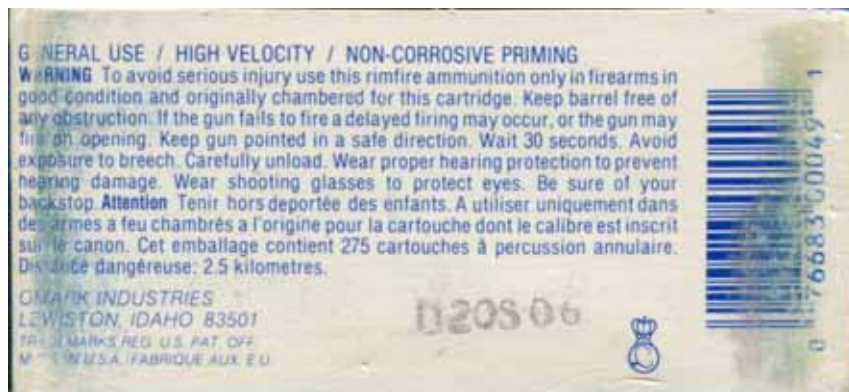 GENERAL USE / HIGH VELOCITY / NON-CORROSIVE PRIMING
WARNING To avoid serious injury use this rimfire ammunition only in firearms in
good condition and originally chambered for this cartridge. Keep barrel free of
any obstruction. If the gun fails to fire a delayed firing may occur, or the gun may
fire on opening. Keep gun pointed in a safe direction. Wait 30 seconds. Avoid
exposure to breech. Carefully unload. Wear proper hearing protection to prevent
hearing damage. Wear shooting glasses to protect eyes. Be sure of your
backstop. Attention Tenir hors deportée des enfants. A utiliser uniquement dans
des armes a feu chambrés a l'origine pour la cartouche dont le calibre est inscrit
sur le canon. Cet emballage contient 275 cartouches à percussion annulaire.
Distance dangéreuse: 2.5 kilometres.
OMARK INDUSTRIES
LEWISTON, IDAHO 83501
TRADEMARKS REG. U.S. PAT. OFF.
MADE IN U.S.A. /FABRIQUE AUX E.U.
D20S06
0 76683 00049 1